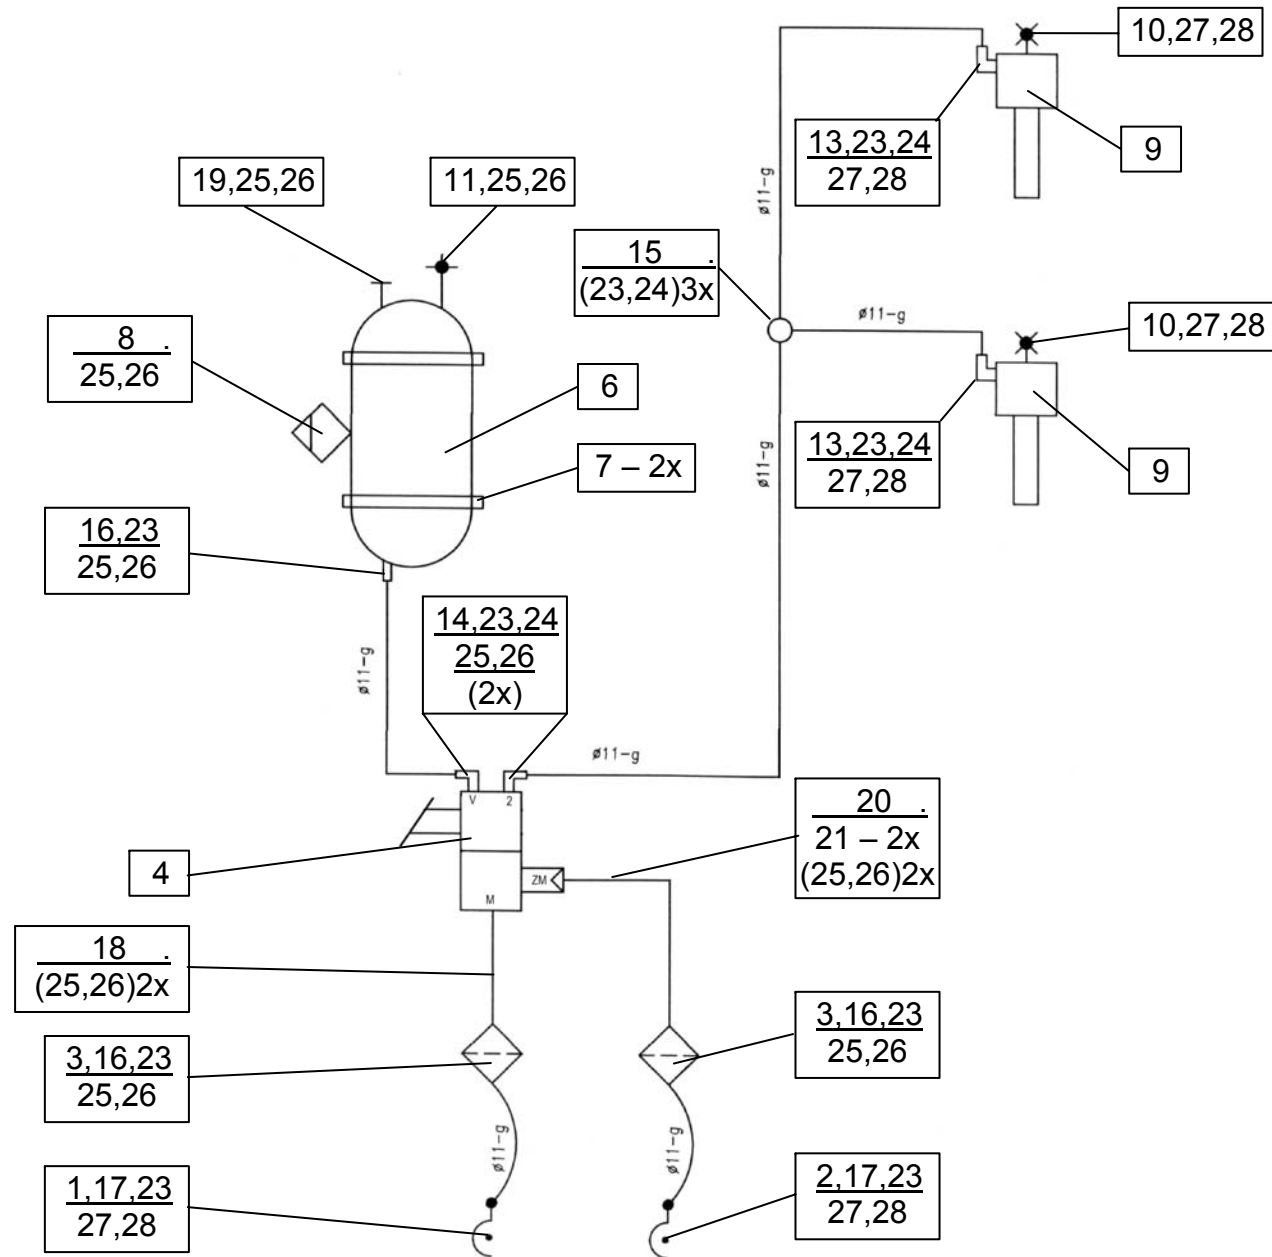 10,27,28
13,23,24
27,28
9
ø11-g
19,25,26
11,25,26
15 .
(23,24)3x
ø11-g
10,27,28
8 .
25,26
6
13,23,24
27,28
9
ø11-g
7 – 2x
16,23
25,26
14,23,24
25,26
(2x)
ø11-g
ø11-g
V 2
20 .
21 – 2x
(25,26)2x
4
ZM
M
18 .
(25,26)2x
3,16,23
25,26
3,16,23
25,26
ø11-g
ø11-g
1,17,23
27,28
2,17,23
27,28